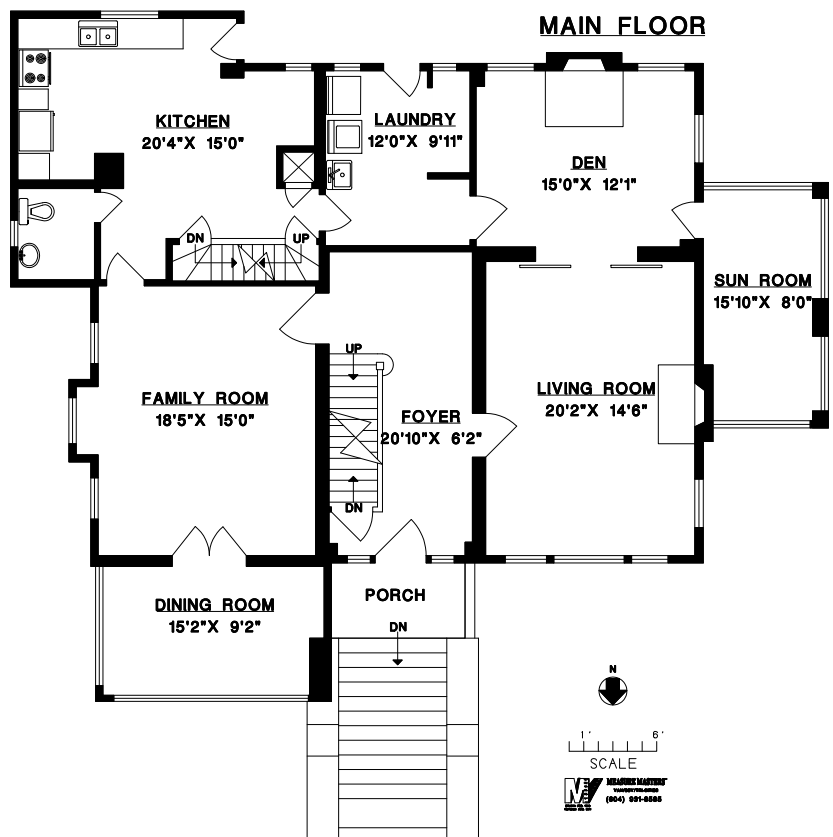 MAIN FLOOR
KITCHEN
20'4"X 15'0"
LAUNDRY
12'0"X 9'11"
DEN
15'0"X 12'1"
DN
UP
SUN ROOM
15'10"X 8'0"
UP
FAMILY ROOM
18'5"X 15'0"
FOYER
20'10"X 6'2"
LIVING ROOM
20'2"X 14'6"
DN
DINING ROOM
15'2"X 9'2"
PORCH
DN
N
1' 6'
SCALE
MEASURE MASTERS
(604) 931-8585